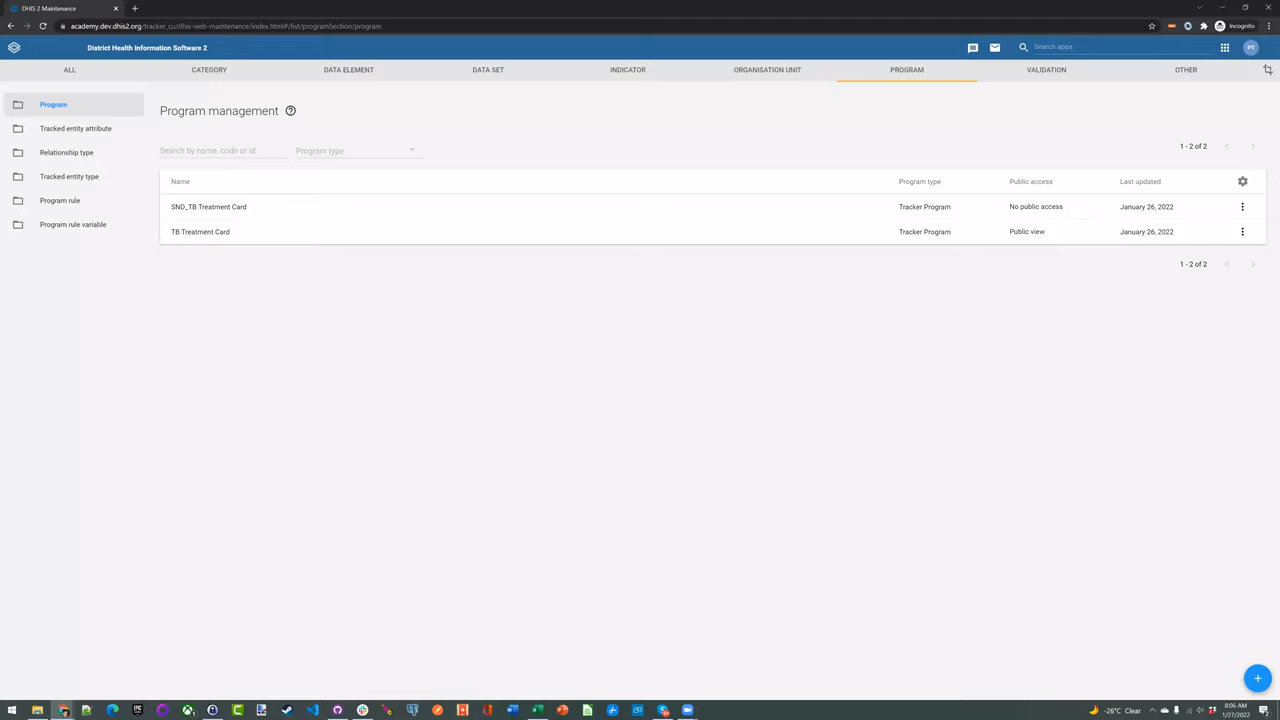 DHIS 2 Maintenance
academy.dev.dhis2.org/tracker_cu/dhis-web-maintenance/index.html#/list/programSection/program
Incognito
District Health Information Software 2
Search apps
PT
ALL
CATEGORY
DATA ELEMENT
DATA SET
INDICATOR
ORGANISATION UNIT
PROGRAM
VALIDATION
OTHER
Program
Tracked entity attribute
Relationship type
Tracked entity type
Program rule
Program rule variable
Program management
Search by name, code or id
Program type
1 - 2 of 2
Name Program type Public access Last updated
SND_TB Treatment Card Tracker Program No public access January 26, 2022
TB Treatment Card Tracker Program Public view January 26, 2022
1 - 2 of 2
-26°C Clear
8:06 AM
1/27/2022